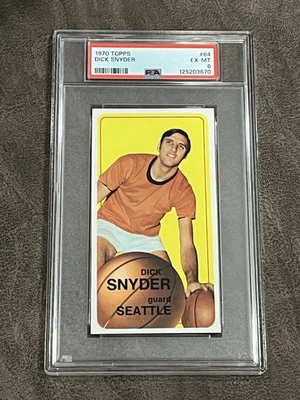 1970 TOPPS #64
DICK SNYDER EX-MT
PSA 6
125203670
DICK
SNYDER
guard
SEATTLE